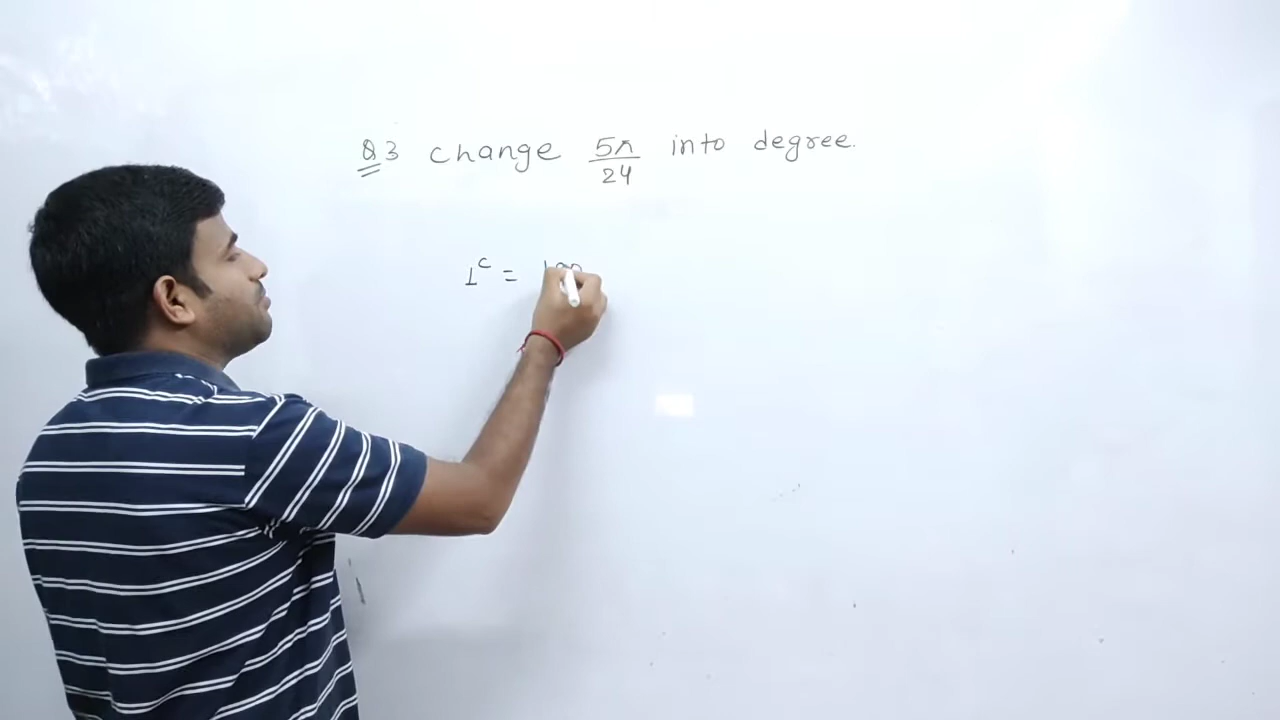 Q3 change 5π/24 into degree.
1ᶜ = 180